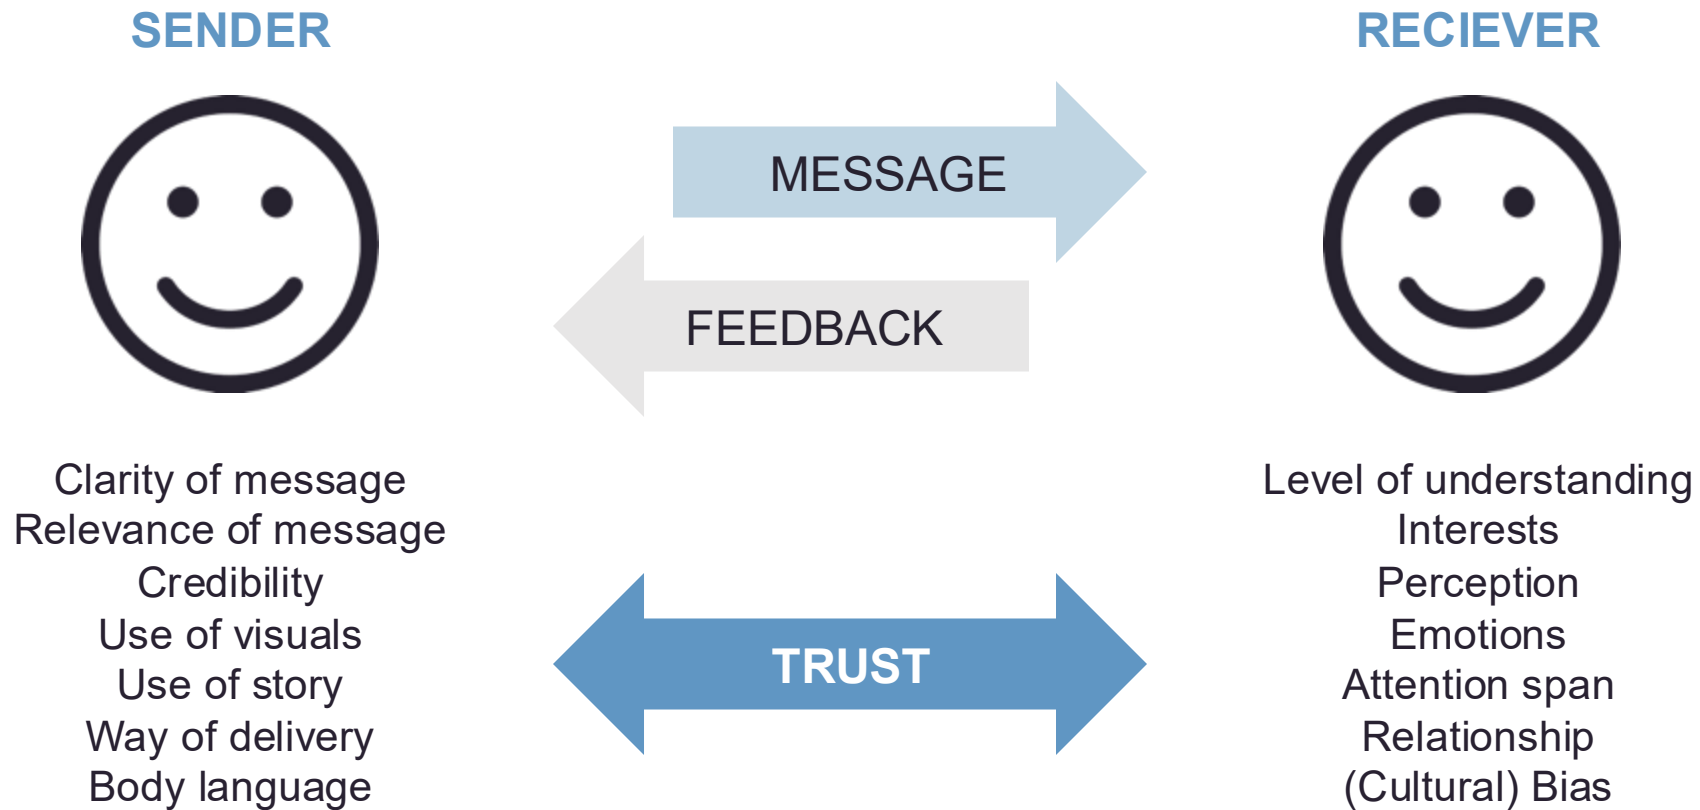 SENDER
RECIEVER
MESSAGE
FEEDBACK
Clarity of message
Relevance of message
Credibility
Use of visuals
Use of story
Way of delivery
Body language
TRUST
Level of understanding
Interests
Perception
Emotions
Attention span
Relationship
(Cultural) Bias